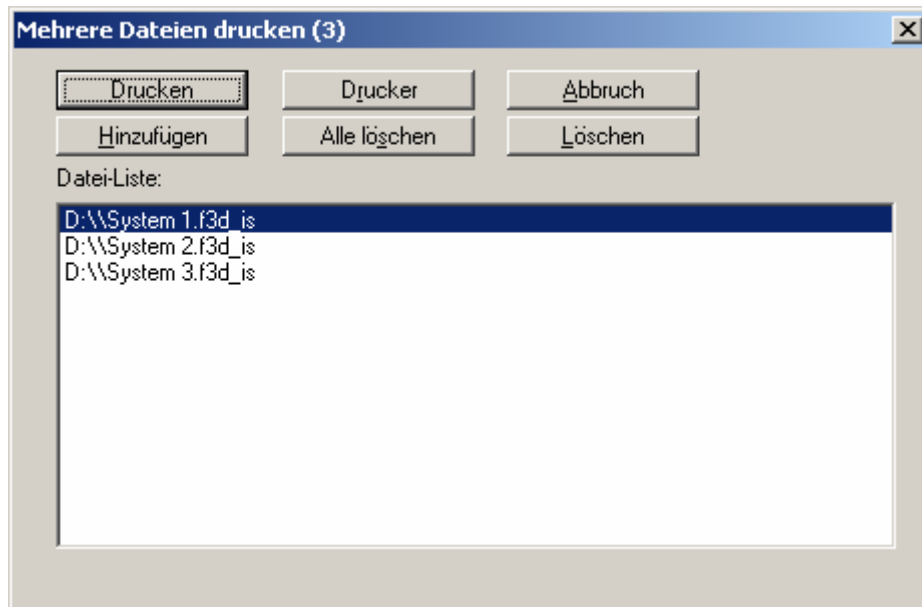 Mehrere Dateien drucken (3)
Drucken Drucker Abbruch
Hinzufügen Alle löschen Löschen
Datei-Liste:
D:\\System 1.f3d_is
D:\\System 2.f3d_is
D:\\System 3.f3d_is